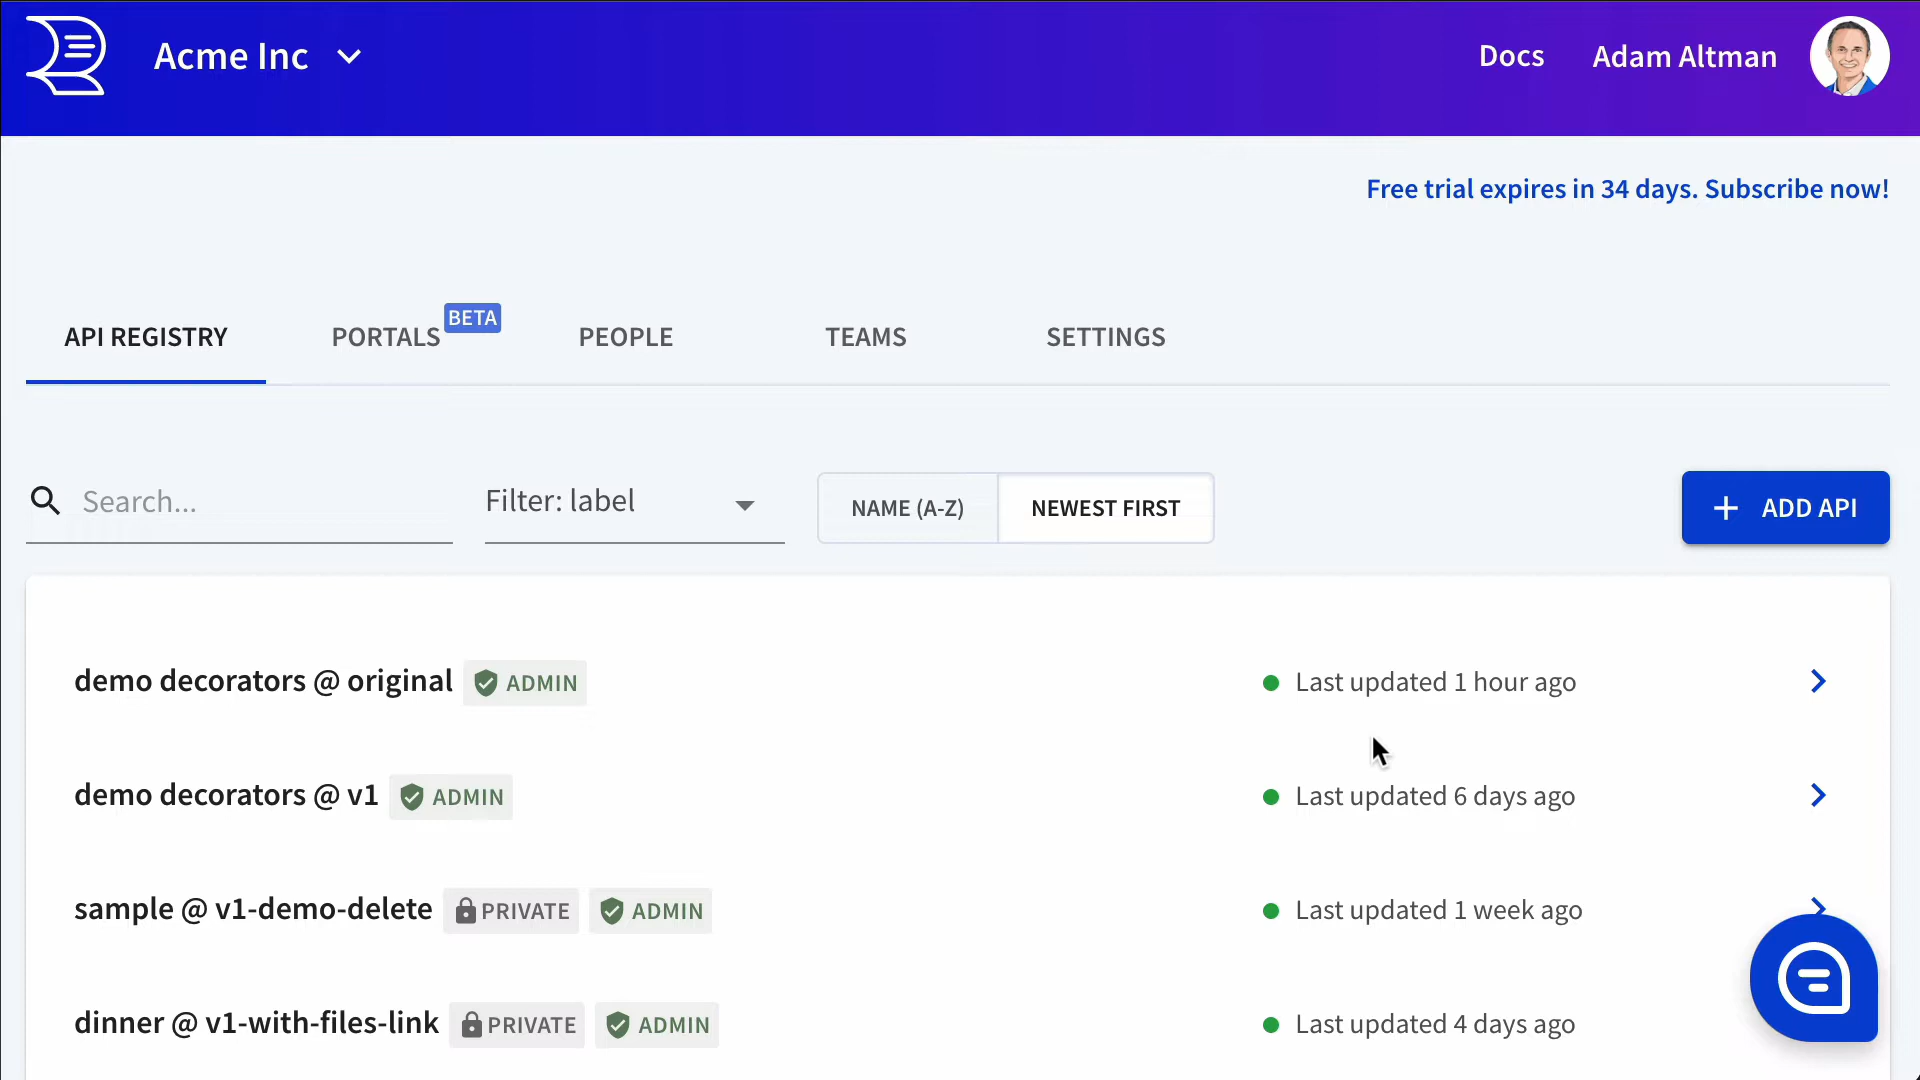 Acme Inc
Docs
Adam Altman
Free trial expires in 34 days. Subscribe now!
API REGISTRY
PORTALS
BETA
PEOPLE
TEAMS
SETTINGS
Search...
Filter: label
NAME (A-Z)
NEWEST FIRST
ADD API
demo decorators @ original ADMIN Last updated 1 hour ago
demo decorators @ v1 ADMIN Last updated 6 days ago
sample @ v1-demo-delete PRIVATE ADMIN Last updated 1 week ago
dinner @ v1-with-files-link PRIVATE ADMIN Last updated 4 days ago